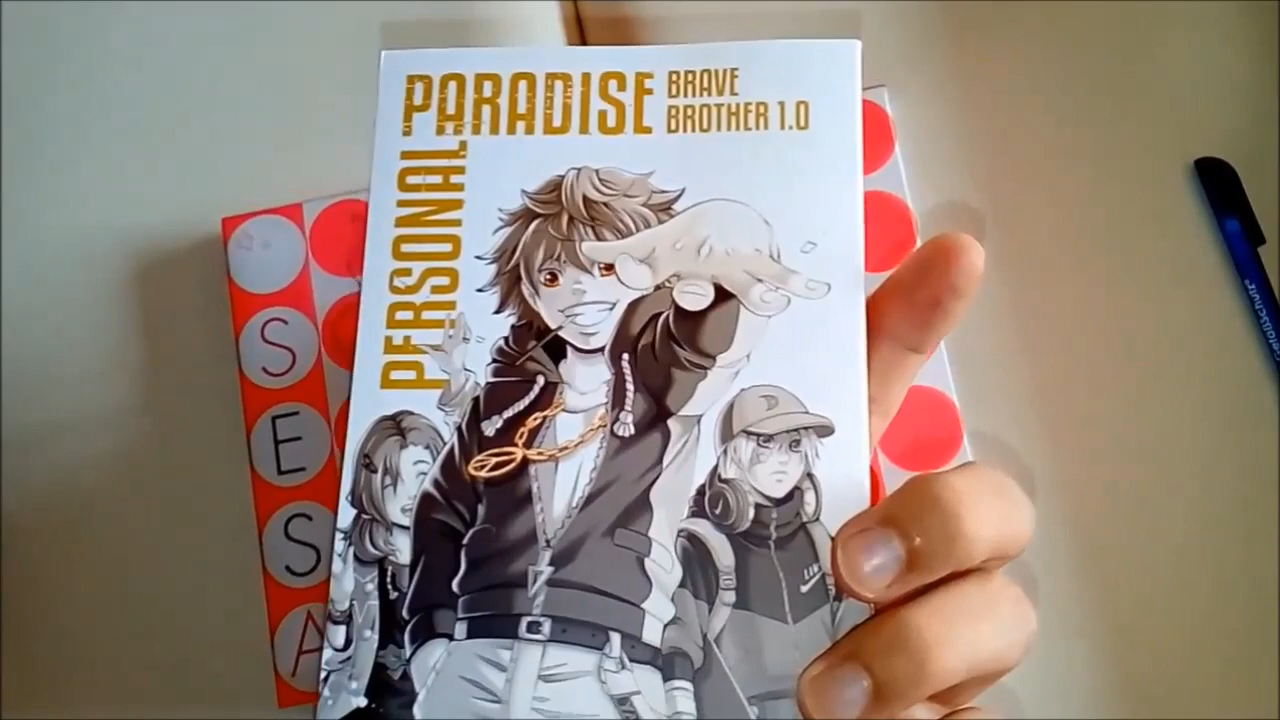 PERSONAL
PARADISE
BRAVE
BROTHER 1.0
S
E
S
A